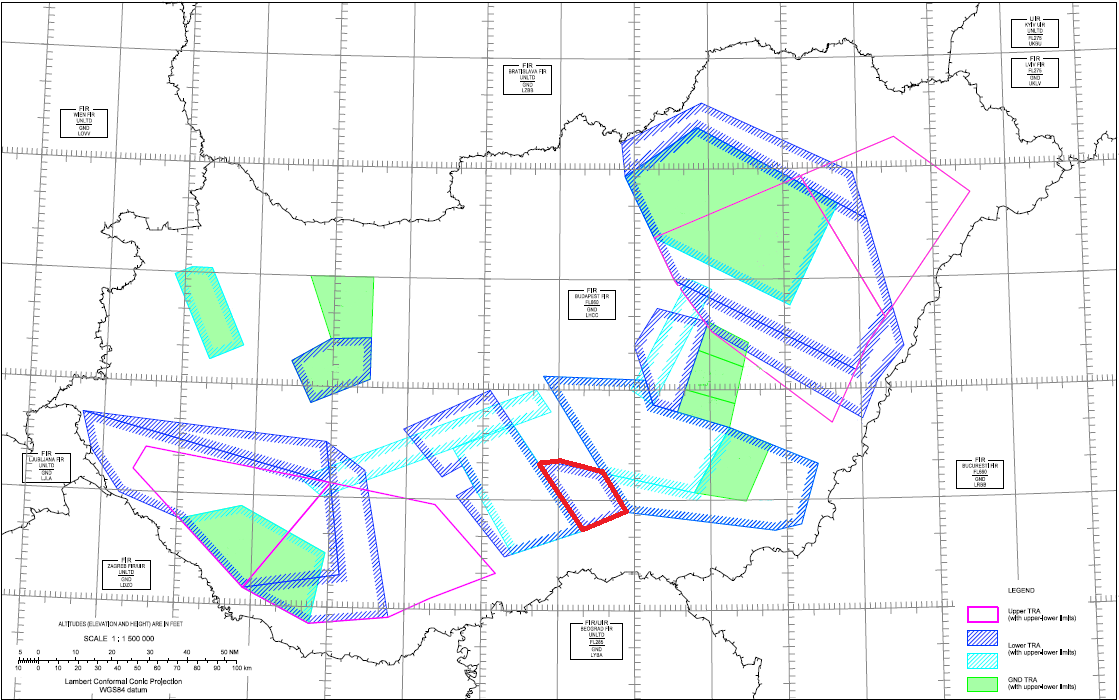 UIR
KYIV UIR
UNLTD
FL275
UKBU
FIR
LVIV FIR
FL275
GND
UKLV
FIR
BRATISLAVA FIR
UNLTD
GND
LZBB
FIR
WIEN FIR
UNLTD
GND
LOVV
FIR
BUDAPEST FIR
FL660
GND
LHCC
FIR
LJUBLJANA FIR
UNLTD
GND
LJLA
FIR
BUCURESTI FIR
FL660
GND
LRBB
FIR
ZAGREB FIR/UIR
UNLTD
GND
LDZO
FIR/UIR
BEOGRAD FIR
UNLTD
FL285
GND
LYBA
ALTITUDES (ELEVATION AND HEIGHT) ARE IN FEET
SCALE 1 : 1 500 000
5 0 10 20 30 40 50 NM
10 0 10 20 30 40 50 60 70 80 90 100 km
Lambert Conformal Conic Projection
WGS84 datum
LEGEND
Upper TRA
(with upper-lower limits)
Lower TRA
(with upper-lower limits)
GND TRA
(with upper-lower limits)